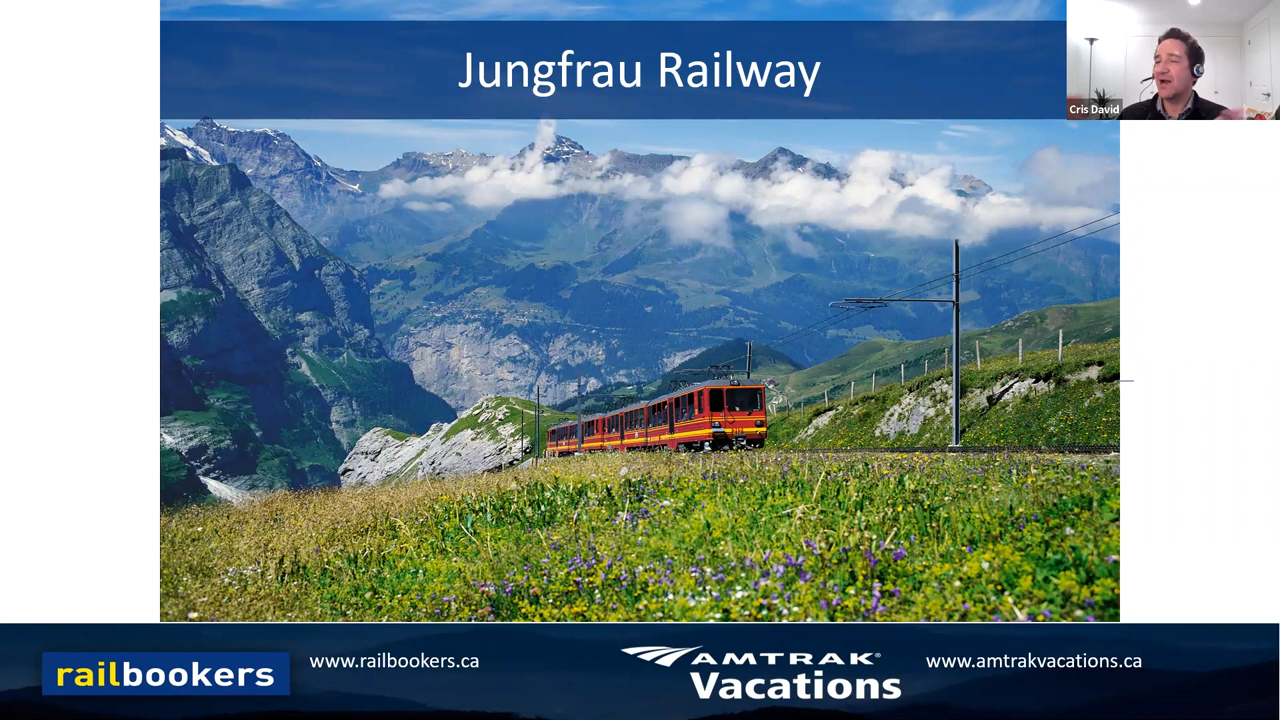 Jungfrau Railway
Cris David
railbookers
www.railbookers.ca
AMTRAK®
Vacations
www.amtrakvacations.ca